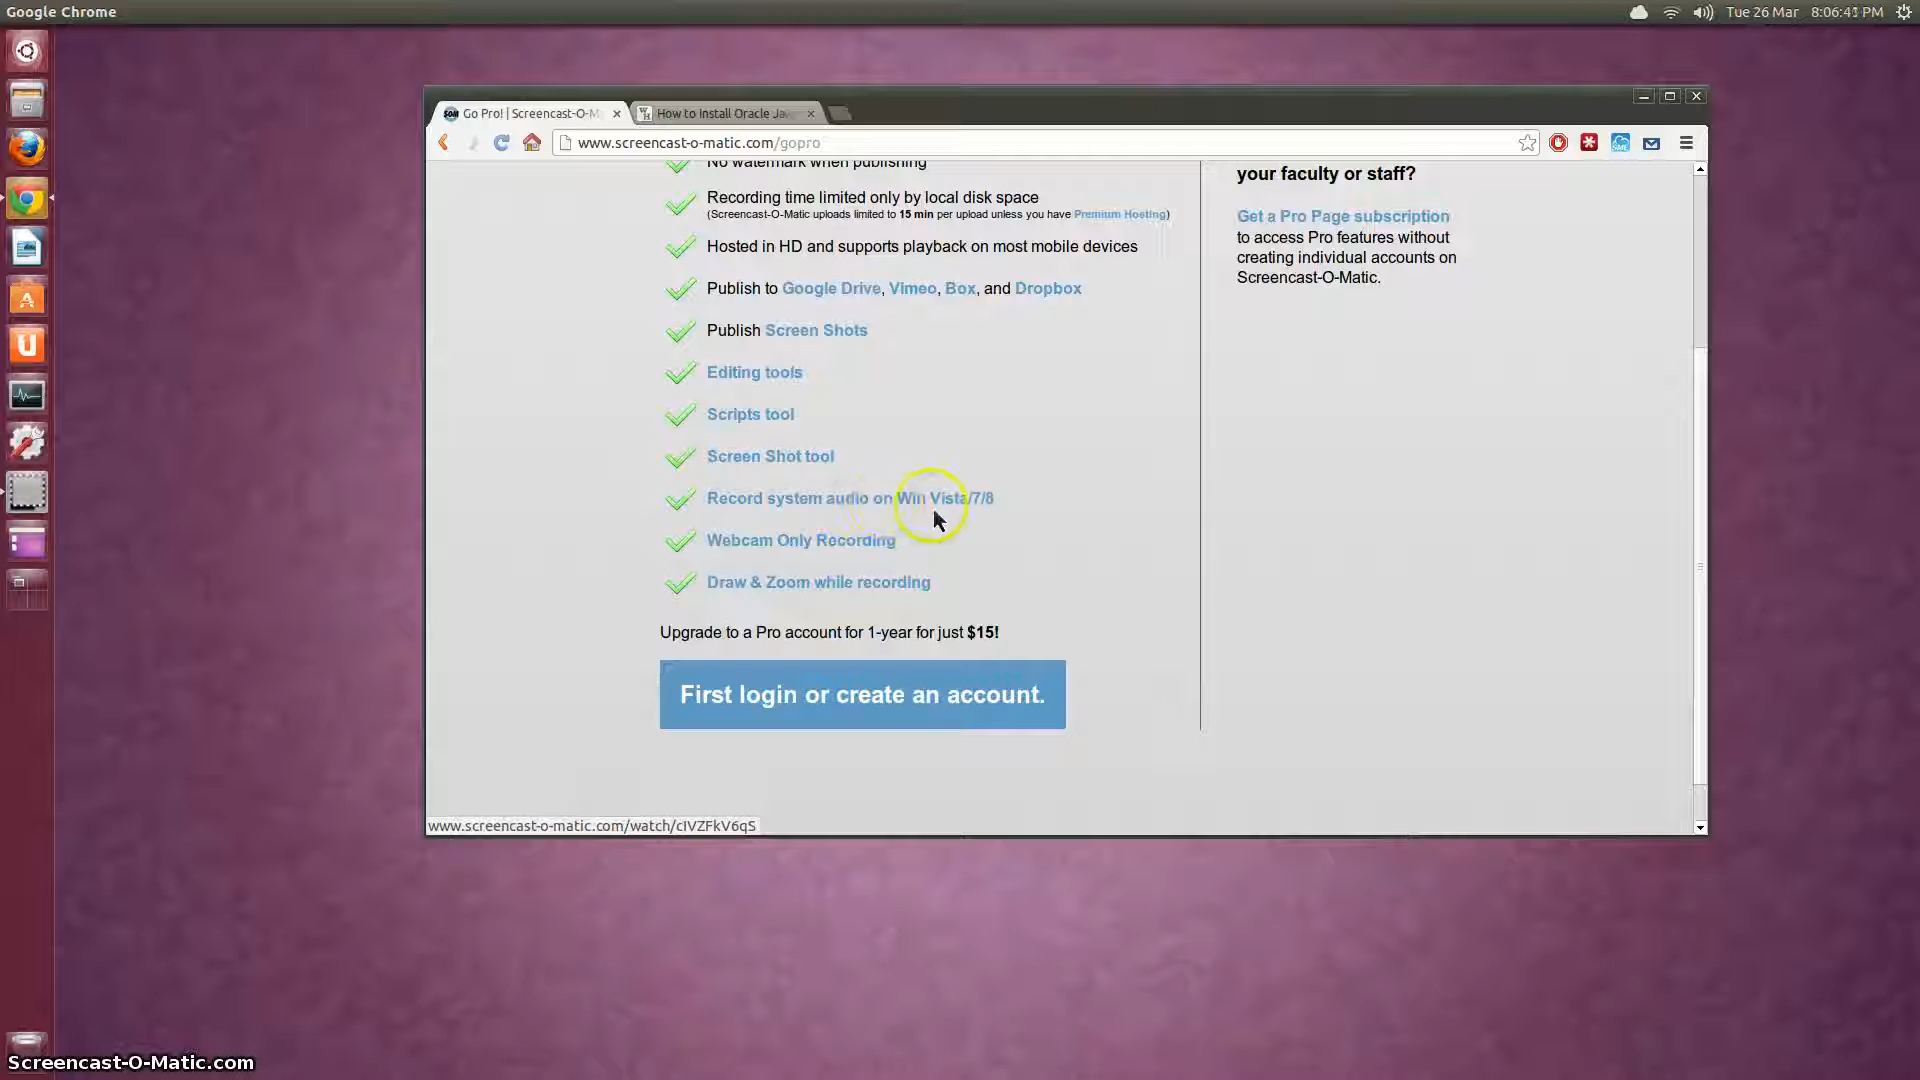 Google Chrome
Tue 26 Mar 8:06:41 PM
Go Pro! | Screencast-O-M
How to Install Oracle Ja
www.screencast-o-matic.com/gopro
No watermark when publishing
Recording time limited only by local disk space
(Screencast-O-Matic uploads limited to 15 min per upload unless you have Premium Hosting)
Hosted in HD and supports playback on most mobile devices
Publish to Google Drive, Vimeo, Box, and Dropbox
Publish Screen Shots
Editing tools
Scripts tool
Screen Shot tool
Record system audio on Win Vista/7/8
Webcam Only Recording
Draw & Zoom while recording
Upgrade to a Pro account for 1-year for just $15!
First login or create an account.
your faculty or staff?
Get a Pro Page subscription
to access Pro features without
creating individual accounts on
Screencast-O-Matic.
www.screencast-o-matic.com/watch/cIVZFkV6qS
Screencast-O-Matic.com